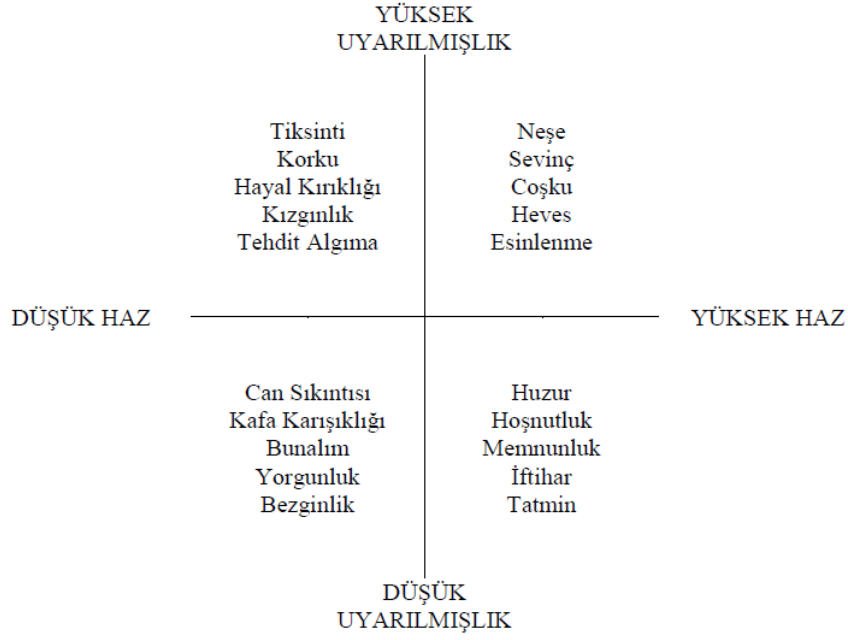 YÜKSEK
UYARILMIŞLIK
Tiksinti
Korku
Hayal Kırıklığı
Kızgınlık
Tehdit Algıma
Neşe
Sevinç
Coşku
Heves
Esinlenme
DÜŞÜK HAZ
YÜKSEK HAZ
Can Sıkıntısı
Kafa Karışıklığı
Bunalım
Yorgunluk
Bezginlik
Huzur
Hoşnutluk
Memnunluk
İftihar
Tatmin
DÜŞÜK
UYARILMIŞLIK